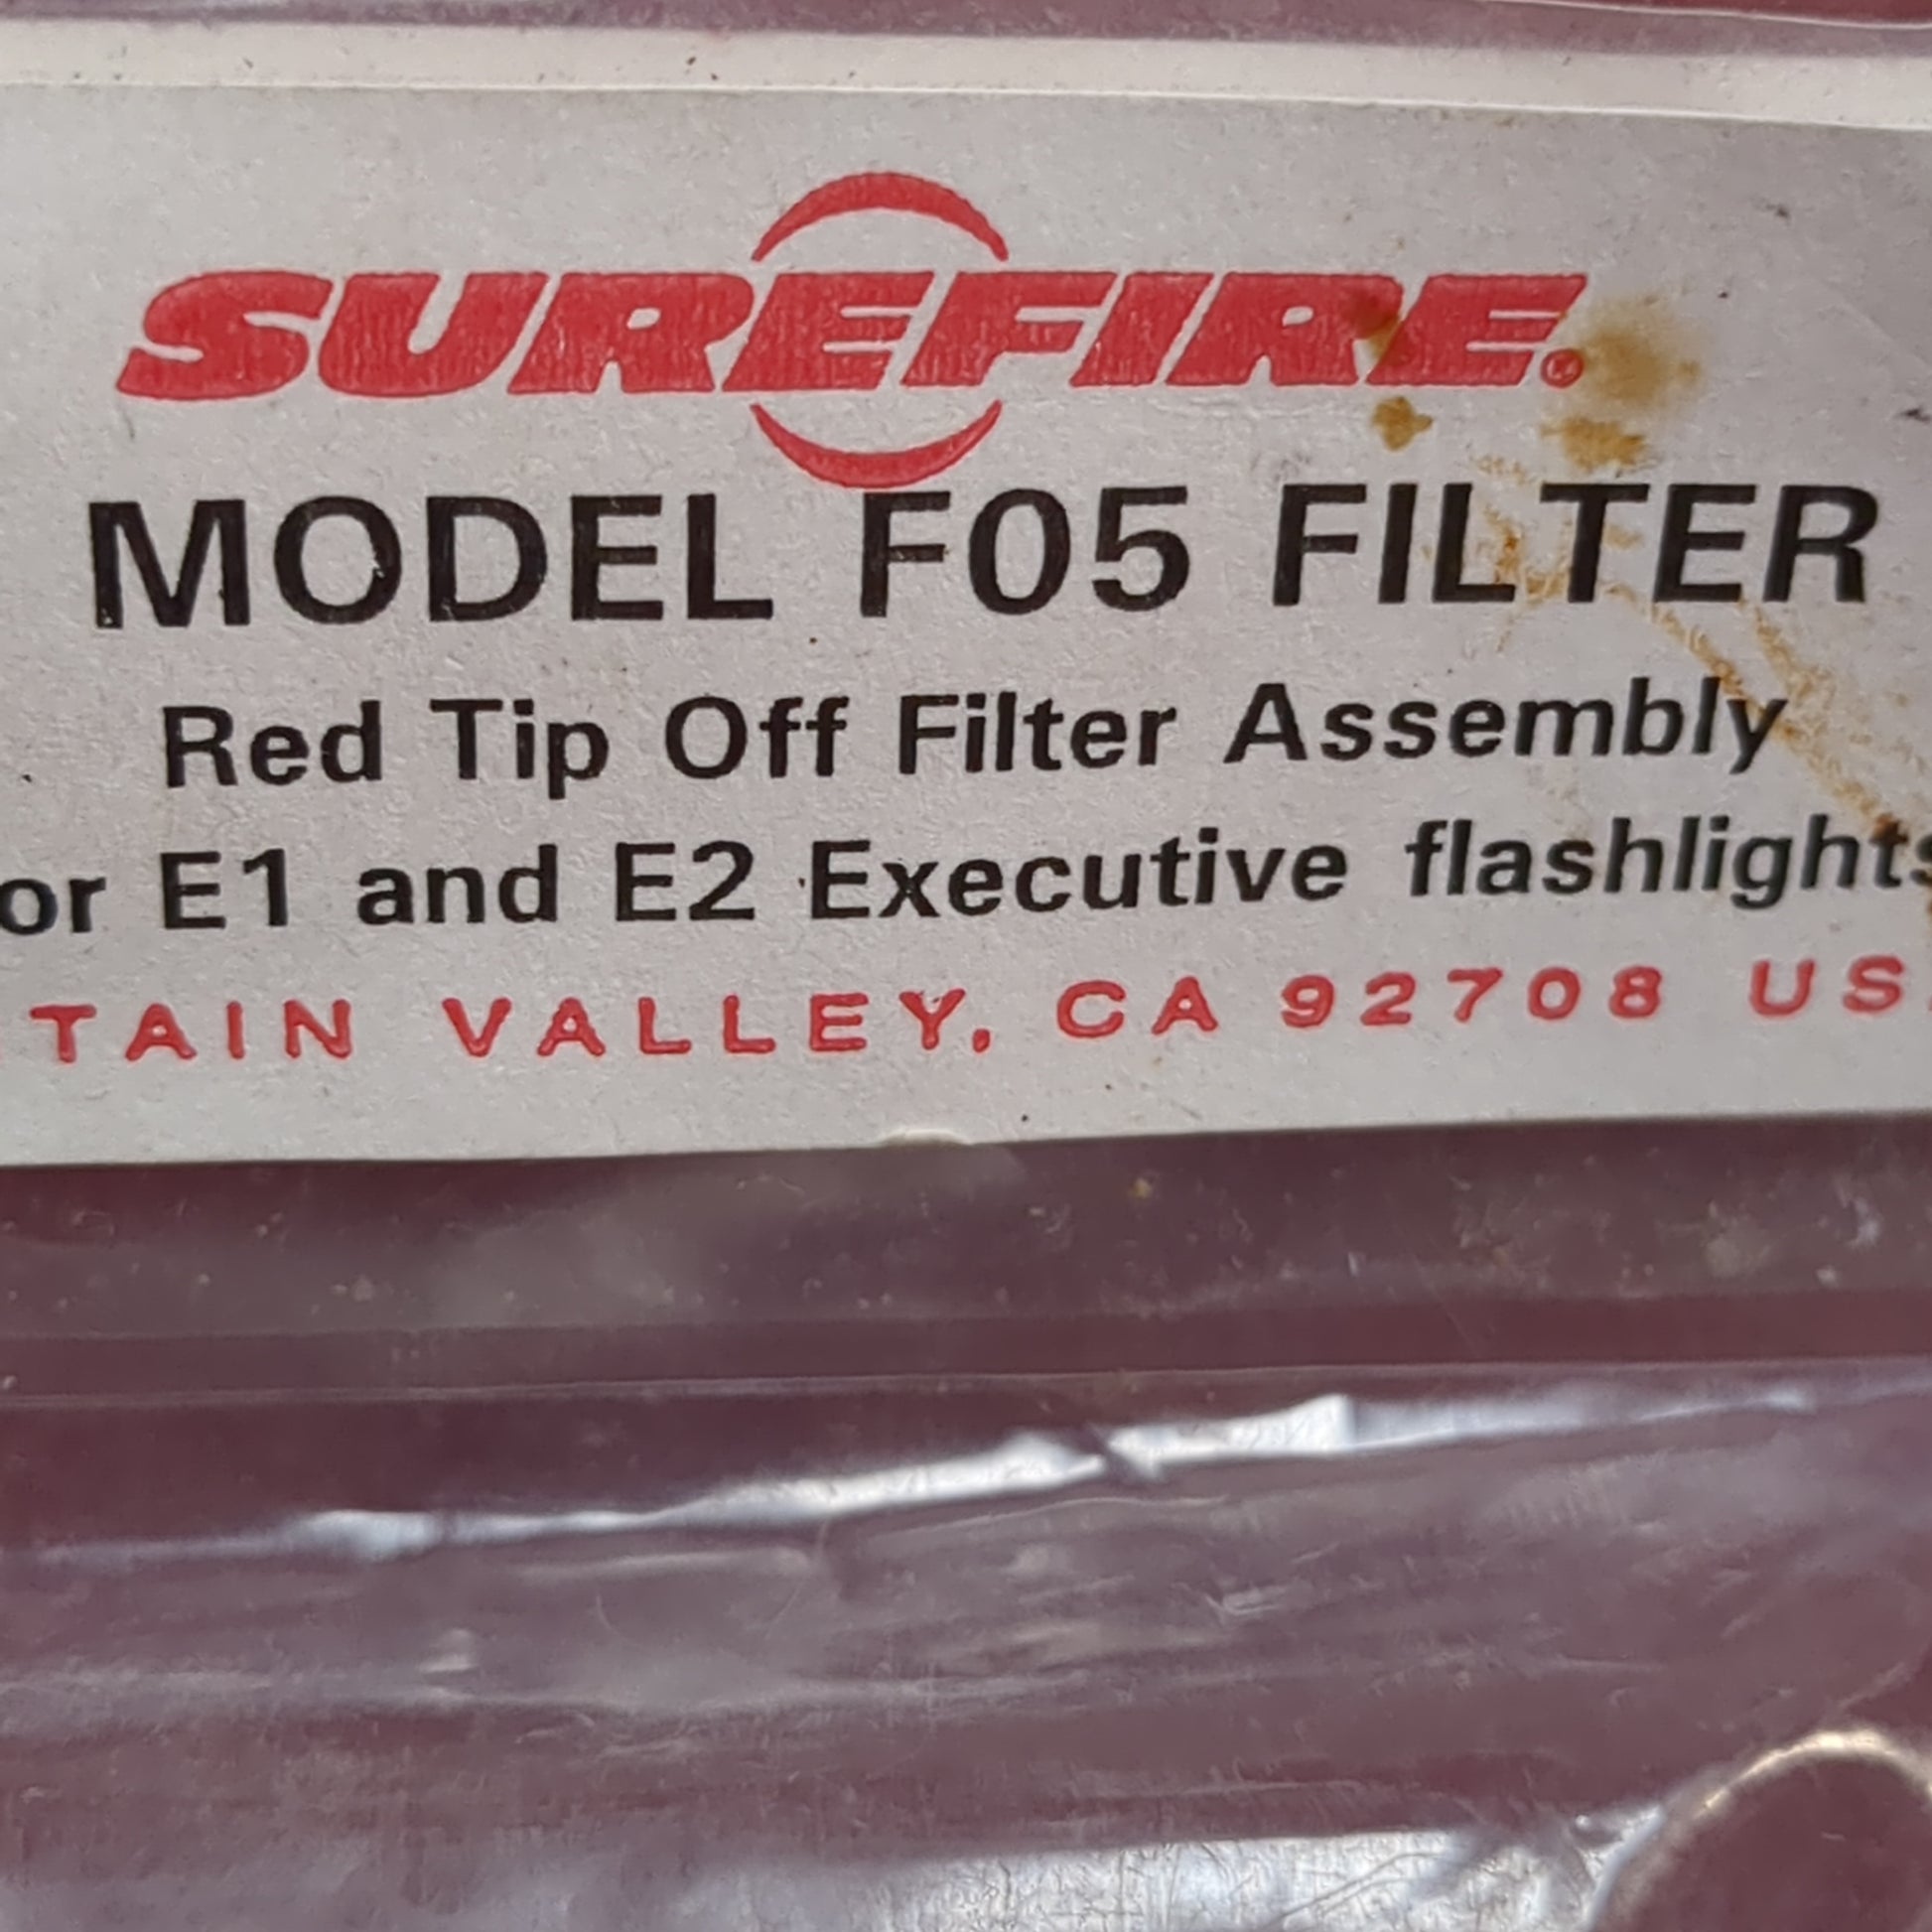 SUREFIRE®
MODEL F05 FILTER
Red Tip Off Filter Assembly
or E1 and E2 Executive flashlights
TAIN VALLEY, CA 92708 US